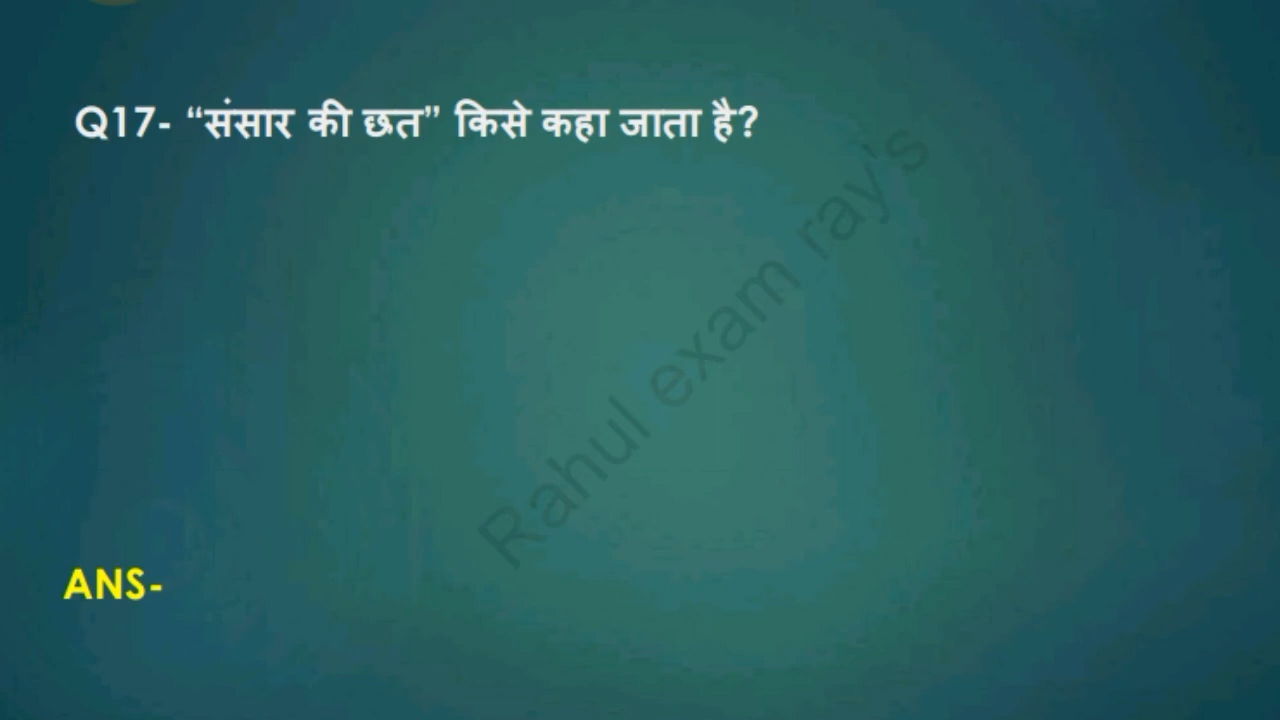 Q17- “संसार की छत” किसे कहा जाता है?
Rahul exam ray's
ANS-